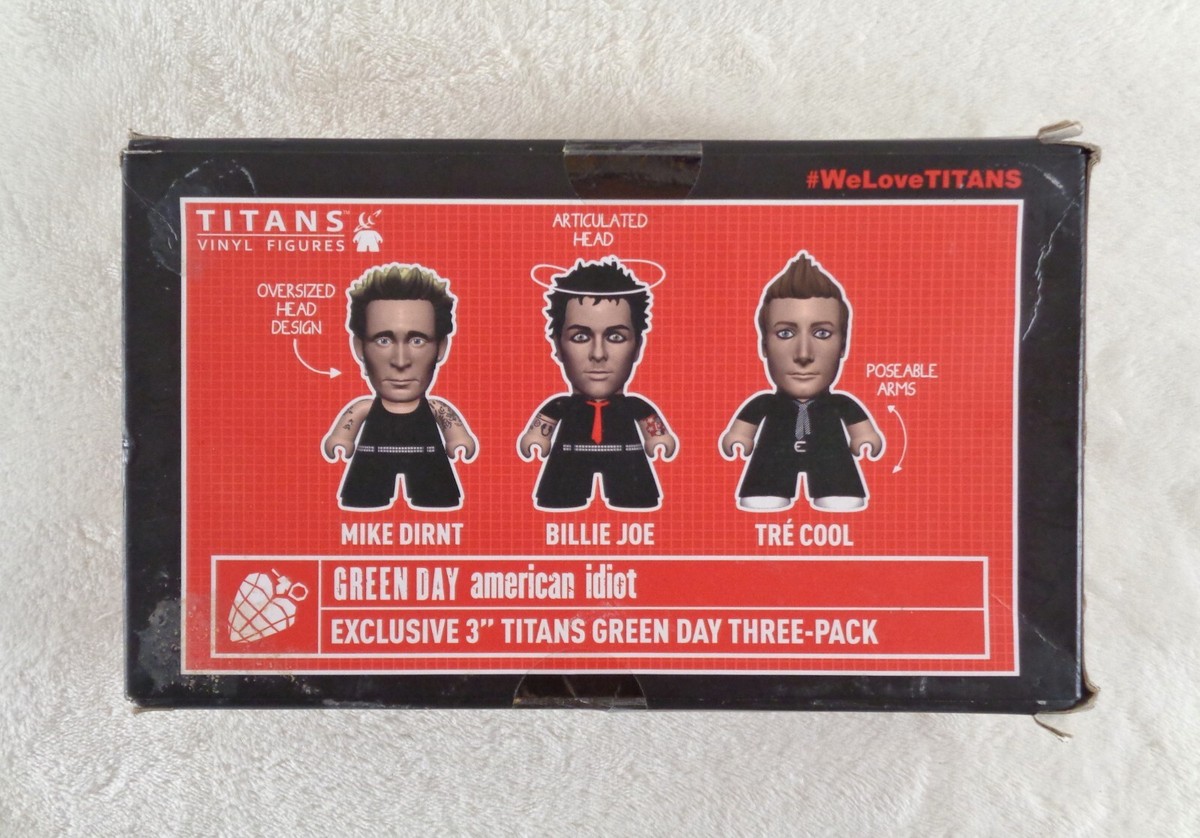 #WeLoveTITANS
TITANS™
VINYL FIGURES
ARTICULATED
HEAD
OVERSIZED
HEAD
DESIGN
POSEABLE
ARMS
MIKE DIRNT
BILLIE JOE
TRÉ COOL
GREEN DAY american idiot
EXCLUSIVE 3” TITANS GREEN DAY THREE-PACK